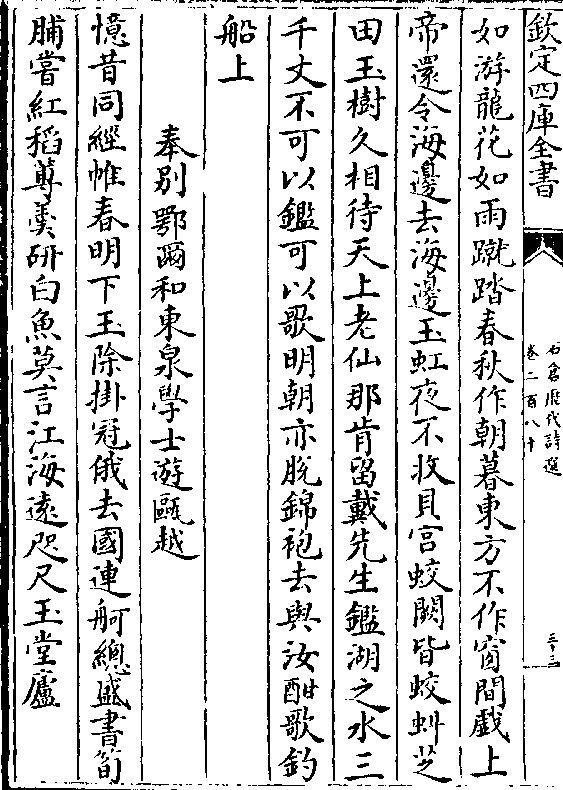 欽定四庫全書
石倉歷代詩選
卷二百八十
三十三
如游龍花如雨蹴踏春秋作朝暮東方不作窗間戲上
帝還令海邊去海邊玉虹夜不收貝宫蛟闕皆蛟虯芝
田玉樹久相待天上老仙那肯留戴先生鑑湖之水三
千丈不可以鑑可以歌明朝亦脫錦袍去與汝酣歌釣
船上
奉别鄂爾和東泉學士遊甌越
憶昔同經帷春明下玉除掛冠俄去國連舸總盛書筍
脯嘗紅稻蓴羮斫白魚莫言江海遠咫尺玉堂廬